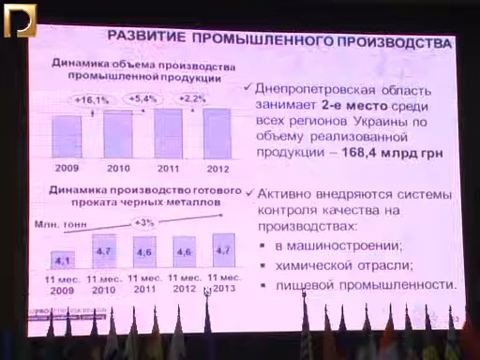 РАЗВИТИЕ ПРОМЫШЛЕННОГО ПРОИЗВОДСТВА
Динамика объема производства
промышленной продукции
+16,1% +5,4% +2,2%
2009 2010 2011 2012
Динамика производство готового
проката черных металлов
Млн. тонн
+3%
4,1 4,7 4,6 4,6 4,7
11 мес. 11 мес. 11 мес. 11 мес. 11 мес.
2009 2010 2011 2012 2013
✓ Днепропетровская область
занимает 2-е место среди
всех регионов Украины по
объему реализованной
продукции – 168,4 млрд грн
✓ Активно внедряются системы
контроля качества на
производствах:
▪ в машиностроении;
▪ химической отрасли;
▪ пищевой промышленности.